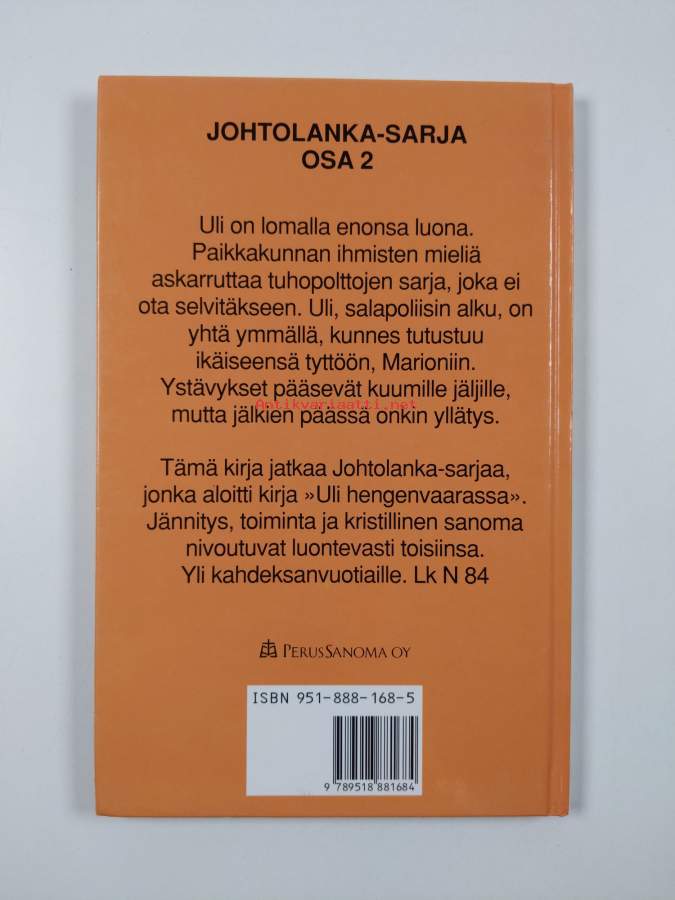 JOHTOLANKA-SARJA
OSA 2
Uli on lomalla enonsa luona.
Paikkakunnan ihmisten mieliä
askarruttaa tuhopolttojen sarja, joka ei
ota selvitäkseen. Uli, salapoliisin alku, on
yhtä ymmällä, kunnes tutustuu
ikäiseensä tyttöön, Marioniin.
Ystävykset pääsevät kuumille jäljille,
Antikvariaatti.net
mutta jälkien päässä onkin yllätys.
Tämä kirja jatkaa Johtolanka-sarjaa,
jonka aloitti kirja »Uli hengenvaarassa».
Jännitys, toiminta ja kristillinen sanoma
nivoutuvat luontevasti toisiinsa.
Yli kahdeksanvuotiaille. Lk N 84
PERUSSANOMA OY
ISBN 951-888-168-5
9 789518 881684